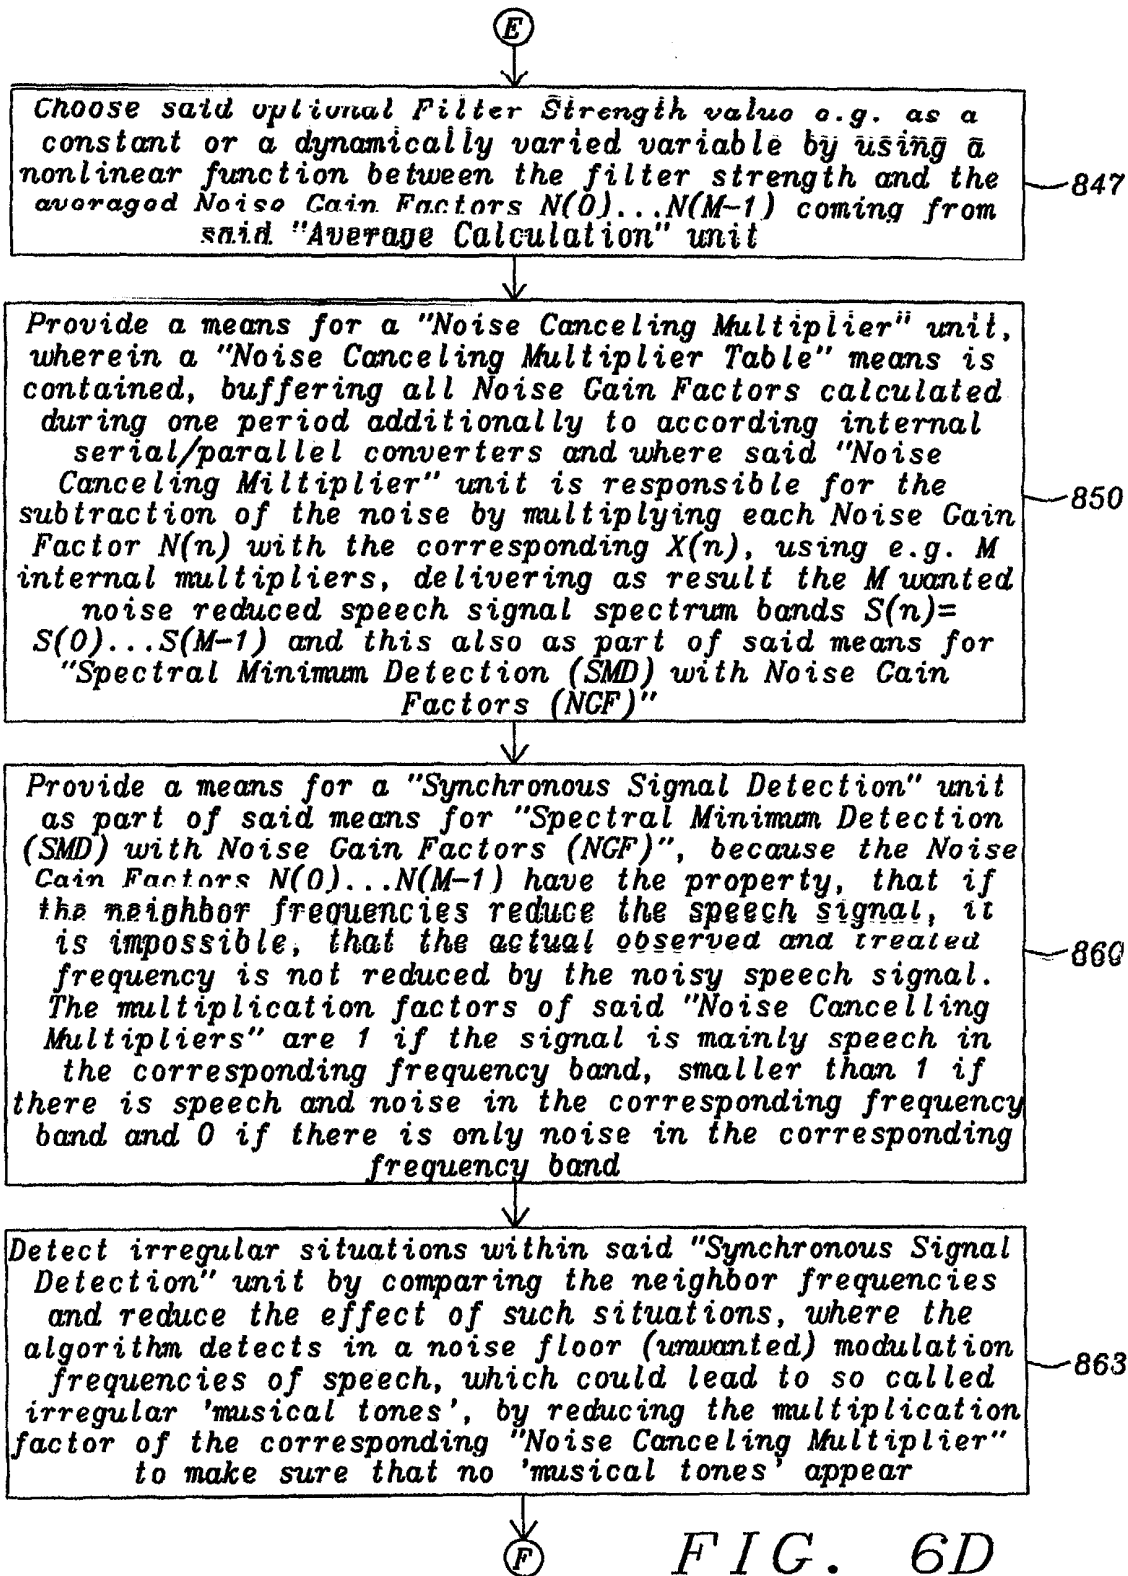 E
Choose said optional Filter Strength value e.g. as a
constant or a dynamically varied variable by using a
nonlinear function between the filter strength and the
averaged Noise Gain Factors N(0)...N(M-1) coming from
said "Average Calculation" unit
847
Provide a means for a "Noise Canceling Multiplier" unit,
wherein a "Noise Canceling Multiplier Table" means is
contained, buffering all Noise Gain Factors calculated
during one period additionally to according internal
serial/parallel converters and where said "Noise
Canceling Miltiplier" unit is responsible for the
subtraction of the noise by multiplying each Noise Gain
Factor N(n) with the corresponding X(n), using e.g. M
internal multipliers, delivering as result the M wanted
noise reduced speech signal spectrum bands S(n)=
S(0)...S(M-1) and this also as part of said means for
"Spectral Minimum Detection (SMD) with Noise Gain
Factors (NGF)"
850
Provide a means for a "Synchronous Signal Detection" unit
as part of said means for "Spectral Minimum Detection
(SMD) with Noise Gain Factors (NGF)", because the Noise
Gain Factors N(0)...N(M-1) have the property, that if
the neighbor frequencies reduce the speech signal, it
is impossible, that the actual observed and treated
frequency is not reduced by the noisy speech signal.
The multiplication factors of said "Noise Cancelling
Multipliers" are 1 if the signal is mainly speech in
the corresponding frequency band, smaller than 1 if
there is speech and noise in the corresponding frequency
band and 0 if there is only noise in the corresponding
frequency band
860
Detect irregular situations within said "Synchronous Signal
Detection" unit by comparing the neighbor frequencies
and reduce the effect of such situations, where the
algorithm detects in a noise floor (unwanted) modulation
frequencies of speech, which could lead to so called
irregular 'musical tones', by reducing the multiplication
factor of the corresponding "Noise Canceling Multiplier"
to make sure that no 'musical tones' appear
863
F
FIG. 6D